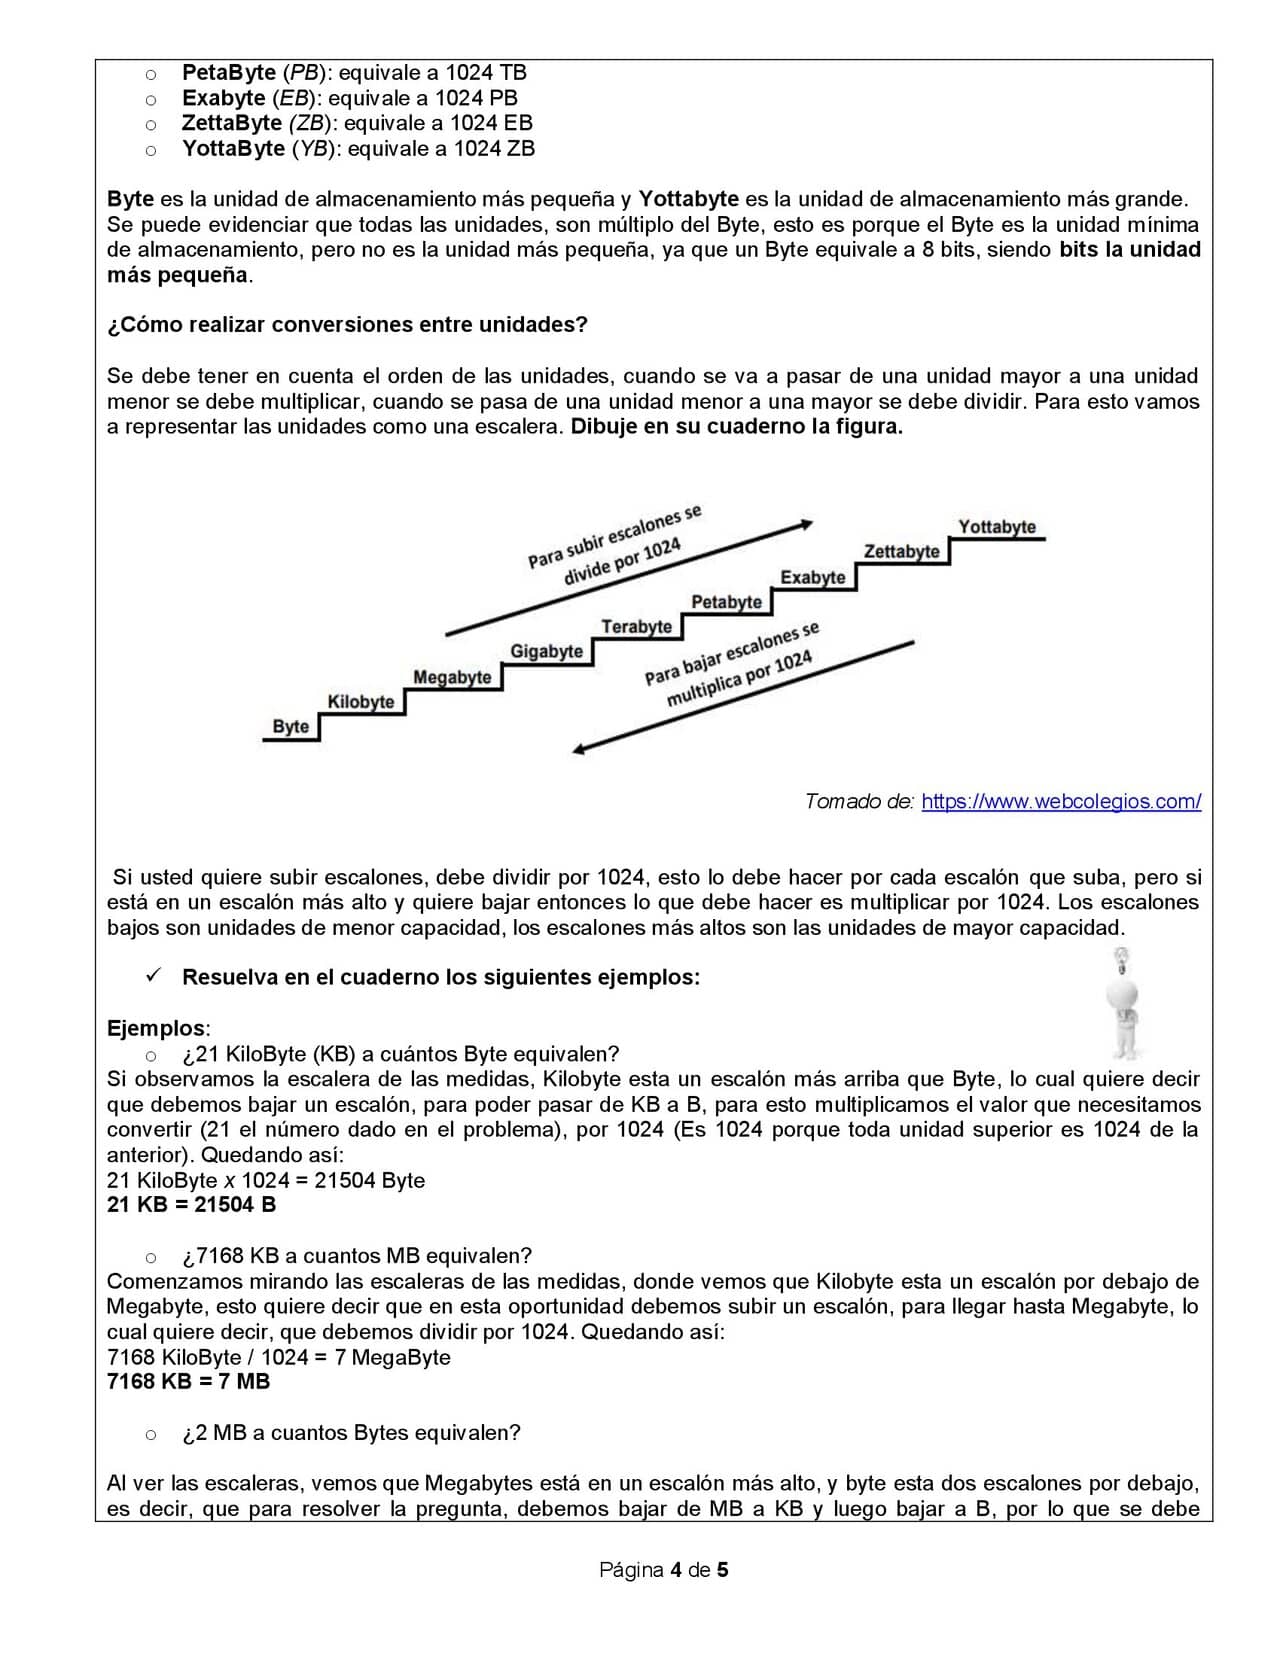 ○ PetaByte (PB): equivale a 1024 TB
○ Exabyte (EB): equivale a 1024 PB
○ ZettaByte (ZB): equivale a 1024 EB
○ YottaByte (YB): equivale a 1024 ZB
Byte es la unidad de almacenamiento más pequeña y Yottabyte es la unidad de almacenamiento más grande.
Se puede evidenciar que todas las unidades, son múltiplo del Byte, esto es porque el Byte es la unidad mínima
de almacenamiento, pero no es la unidad más pequeña, ya que un Byte equivale a 8 bits, siendo bits la unidad
más pequeña.
¿Cómo realizar conversiones entre unidades?
Se debe tener en cuenta el orden de las unidades, cuando se va a pasar de una unidad mayor a una unidad
menor se debe multiplicar, cuando se pasa de una unidad menor a una mayor se debe dividir. Para esto vamos
a representar las unidades como una escalera. Dibuje en su cuaderno la figura.
Para subir escalones se
divide por 1024
Yottabyte
Zettabyte
Exabyte
Petabyte
Terabyte
Gigabyte
Megabyte
Kilobyte
Byte
Para bajar escalones se
multiplica por 1024
Tomado de: https://www.webcolegios.com/
Si usted quiere subir escalones, debe dividir por 1024, esto lo debe hacer por cada escalón que suba, pero si
está en un escalón más alto y quiere bajar entonces lo que debe hacer es multiplicar por 1024. Los escalones
bajos son unidades de menor capacidad, los escalones más altos son las unidades de mayor capacidad.
✓ Resuelva en el cuaderno los siguientes ejemplos:
Ejemplos:
○ ¿21 KiloByte (KB) a cuántos Byte equivalen?
Si observamos la escalera de las medidas, Kilobyte esta un escalón más arriba que Byte, lo cual quiere decir
que debemos bajar un escalón, para poder pasar de KB a B, para esto multiplicamos el valor que necesitamos
convertir (21 el número dado en el problema), por 1024 (Es 1024 porque toda unidad superior es 1024 de la
anterior). Quedando así:
21 KiloByte x 1024 = 21504 Byte
21 KB = 21504 B
○ ¿7168 KB a cuantos MB equivalen?
Comenzamos mirando las escaleras de las medidas, donde vemos que Kilobyte esta un escalón por debajo de
Megabyte, esto quiere decir que en esta oportunidad debemos subir un escalón, para llegar hasta Megabyte, lo
cual quiere decir, que debemos dividir por 1024. Quedando así:
7168 KiloByte / 1024 = 7 MegaByte
7168 KB = 7 MB
○ ¿2 MB a cuantos Bytes equivalen?
Al ver las escaleras, vemos que Megabytes está en un escalón más alto, y byte esta dos escalones por debajo,
es decir, que para resolver la pregunta, debemos bajar de MB a KB y luego bajar a B, por lo que se debe
Página 4 de 5